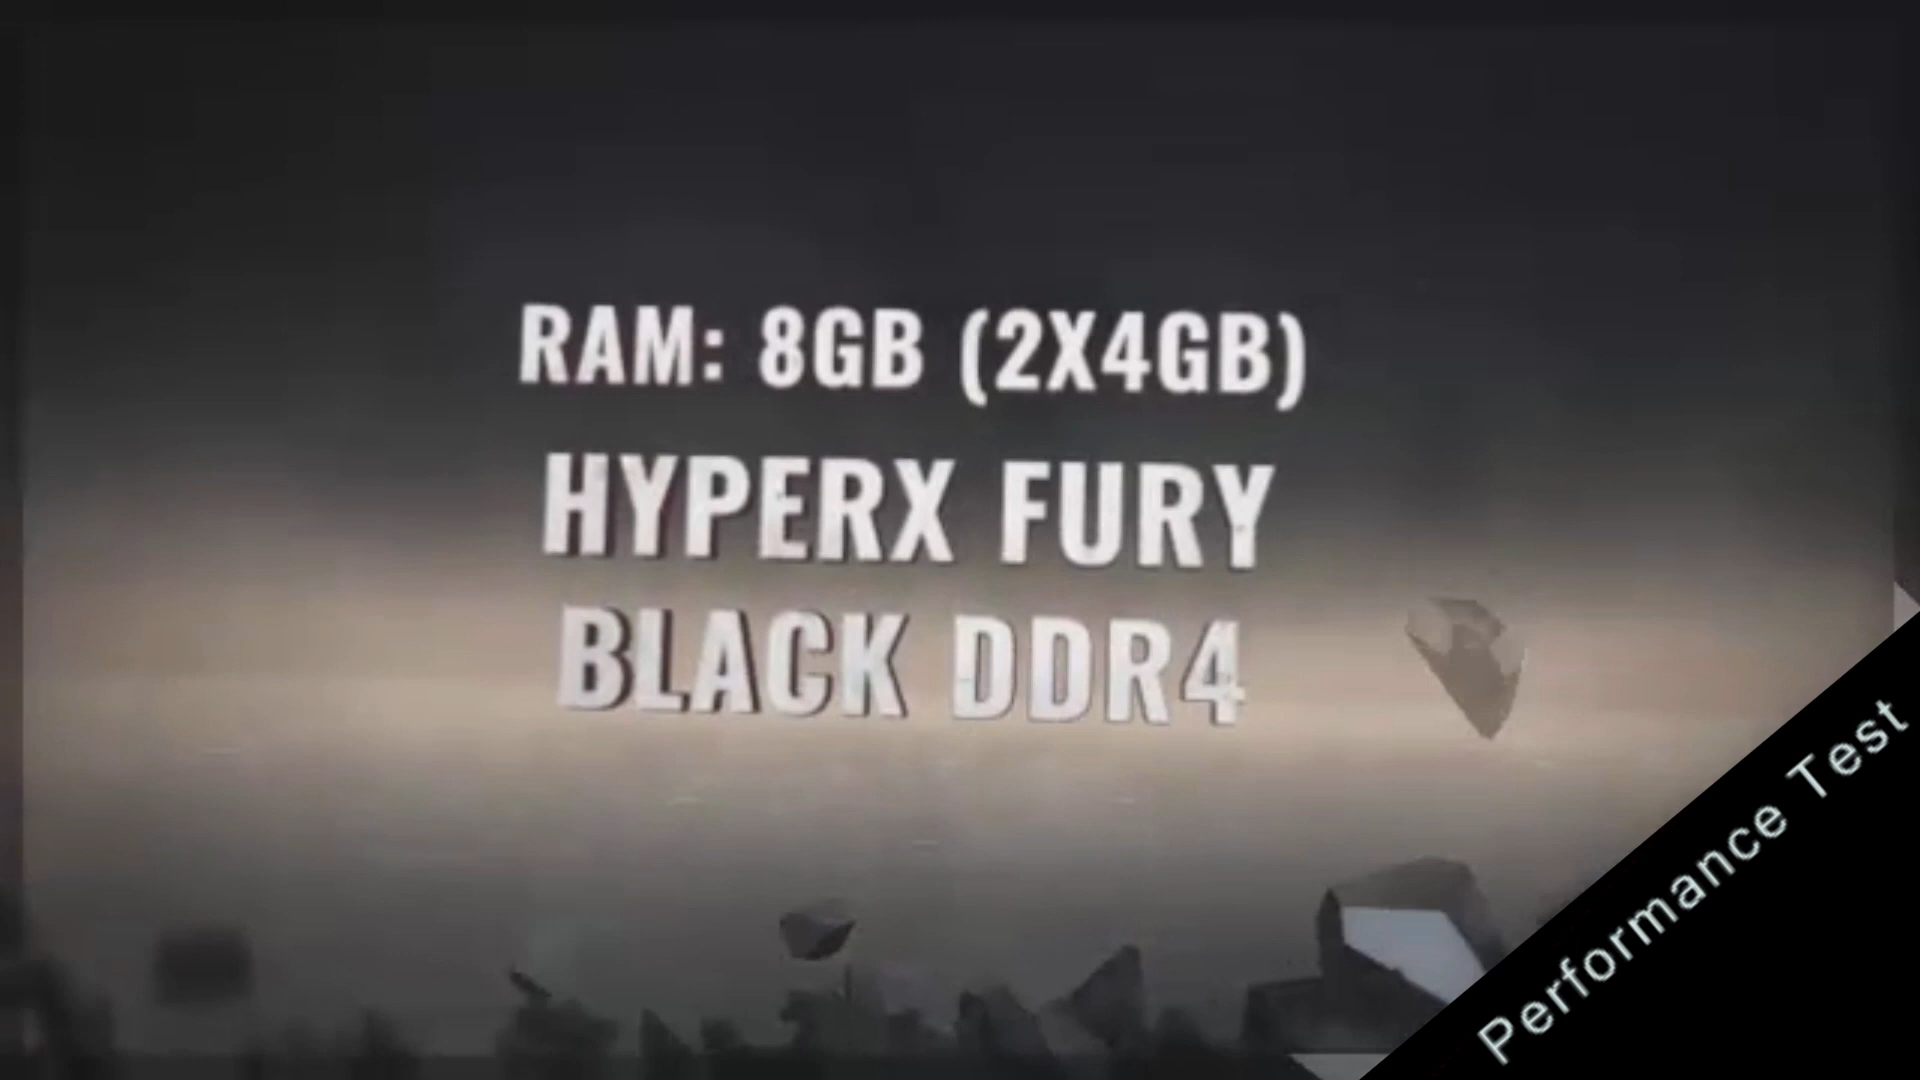 RAM: 8GB (2X4GB)
HYPERX FURY
BLACK DDR4
Performance Test